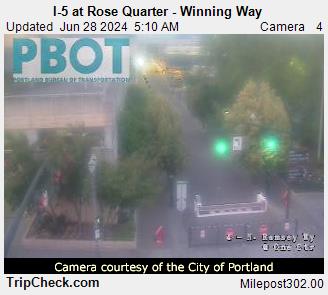 I-5 at Rose Quarter - Winning Way
Updated Jun 28 2024 5:10 AM Camera 4
PBOT
PORTLAND BUREAU OF TRANSPORTATION
Camera courtesy of the City of Portland
TripCheck.com Milepost302.00